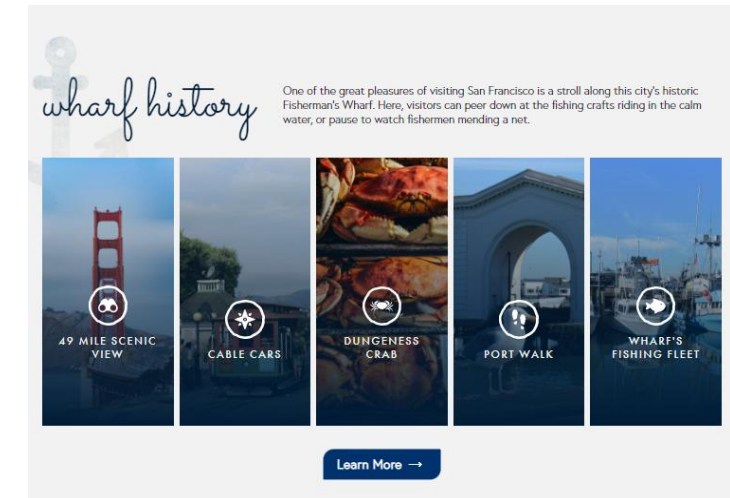 wharf history
One of the great pleasures of visiting San Francisco is a stroll along this city's historic
Fisherman's Wharf. Here, visitors can peer down at the fishing crafts riding in the calm
water, or pause to watch fishermen mending a net.
49 MILE SCENIC
VIEW
CABLE CARS
DUNGENESS
CRAB
PORT WALK
WHARF'S
FISHING FLEET
Learn More →